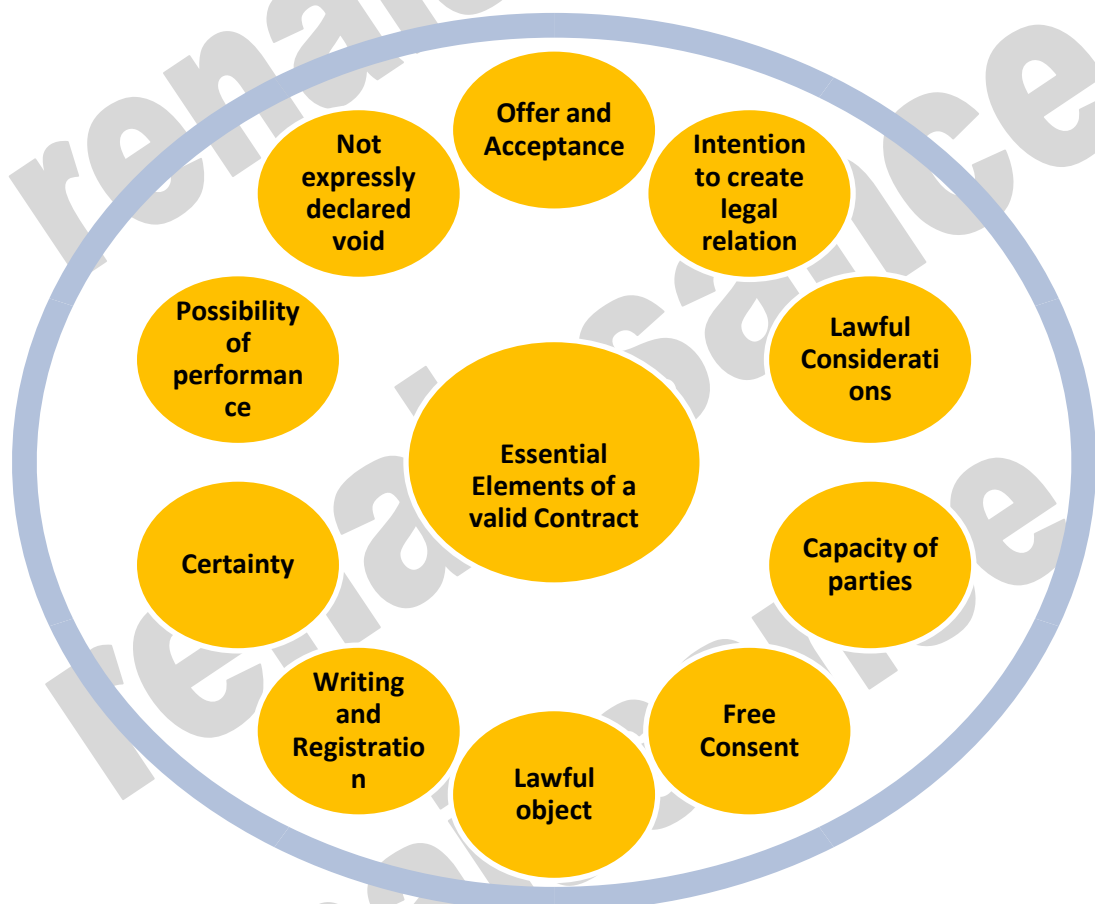 Offer and
Acceptance
Intention
to create
legal
relation
Lawful
Considerati
ons
Capacity of
parties
Free
Consent
Lawful
object
Writing
and
Registratio
n
Certainty
Possibility
of
performan
ce
Not
expressly
declared
void
Essential
Elements of a
valid Contract